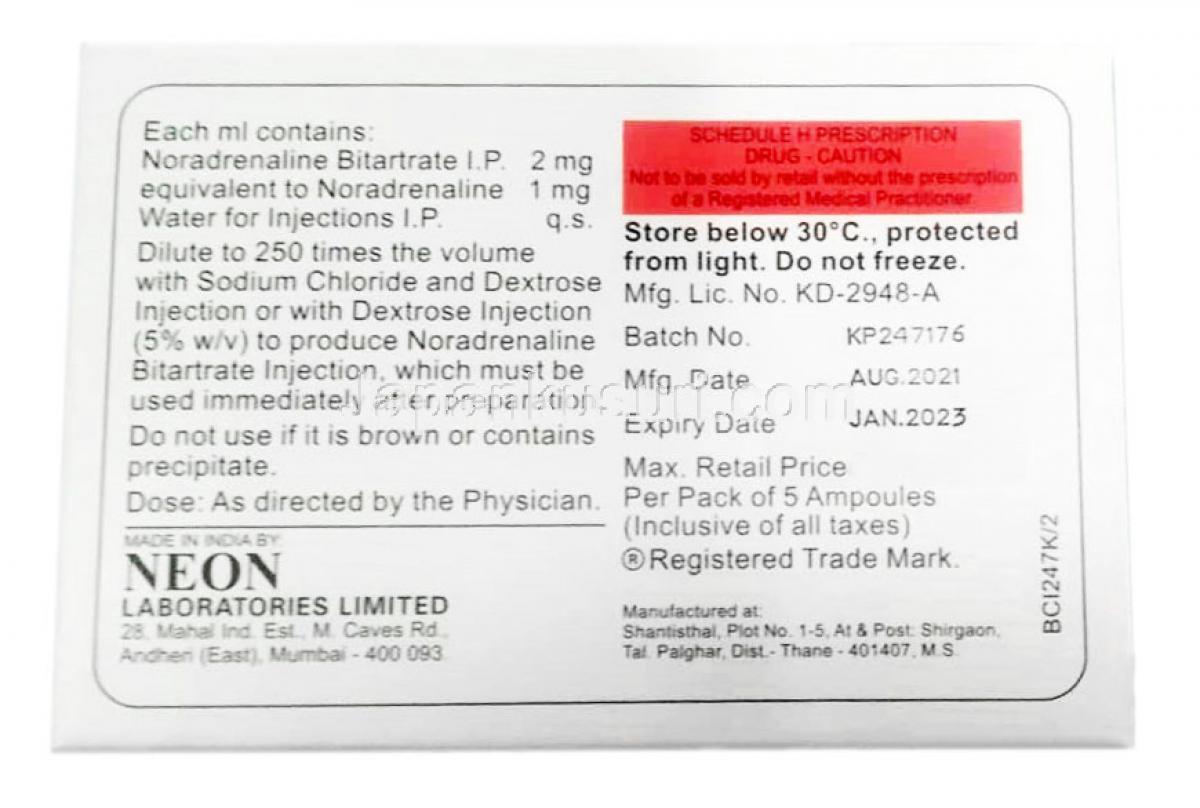 Each ml contains:
Noradrenaline Bitartrate I.P. 2 mg
equivalent to Noradrenaline 1 mg
Water for Injections I.P. q.s.
Dilute to 250 times the volume
with Sodium Chloride and Dextrose
Injection or with Dextrose Injection
(5% w/v) to produce Noradrenaline
Bitartrate Injection, which must be
used immediately after preparation.
Do not use if it is brown or contains
precipitate.
Dose: As directed by the Physician.
MADE IN INDIA BY:
NEON
LABORATORIES LIMITED
28, Mahal Ind. Est., M. Caves Rd.,
Andheri (East), Mumbai - 400 093.
SCHEDULE H PRESCRIPTION
DRUG - CAUTION
Not to be sold by retail without the prescription
of a Registered Medical Practitioner.
Store below 30°C., protected
from light. Do not freeze.
Mfg. Lic. No. KD-2948-A
Batch No. KP247176
Mfg. Date AUG.2021
Expiry Date JAN.2023
Max. Retail Price
Per Pack of 5 Ampoules
(Inclusive of all taxes)
®Registered Trade Mark.
Manufactured at:
Shantisthal, Plot No. 1-5, At & Post: Shirgaon,
Tal. Palghar, Dist.- Thane - 401407, M.S.
BCI247K/2